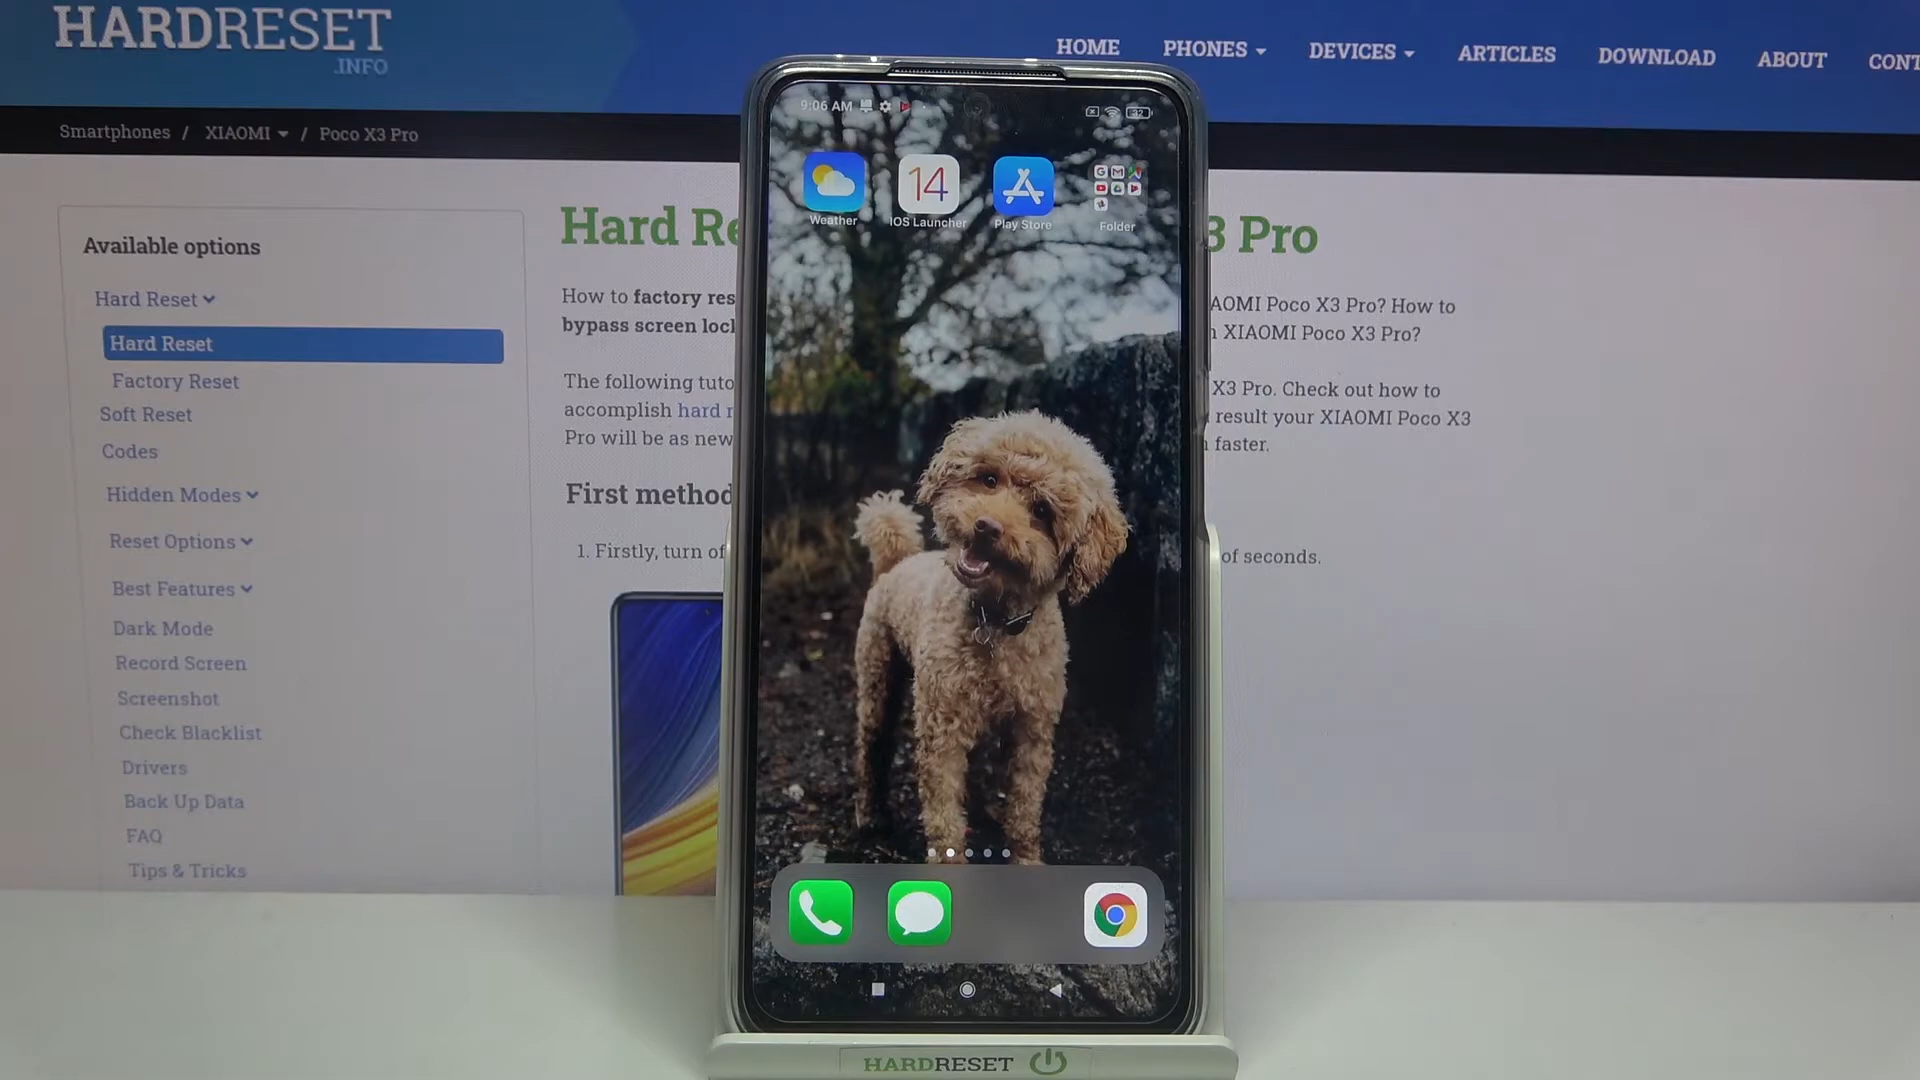 HARDRESET
.INFO
HOME PHONES DEVICES ARTICLES DOWNLOAD ABOUT CONT
Smartphones / XIAOMI / Poco X3 Pro
Available options
Hard Reset
Hard Reset
Factory Reset
Soft Reset
Codes
Hidden Modes
Reset Options
Best Features
Dark Mode
Record Screen
Screenshot
Check Blacklist
Drivers
Back Up Data
FAQ
Tips & Tricks
Hard Re 3 Pro
How to factory res AOMI Poco X3 Pro? How to
bypass screen loc n XIAOMI Poco X3 Pro?
The following tuto X3 Pro. Check out how to
accomplish hard r result your XIAOMI Poco X3
Pro will be as new n faster.
First method
1. Firstly, turn of of seconds.
9:06 AM 32
14
Weather IOS Launcher Play Store Folder
HARDRESET